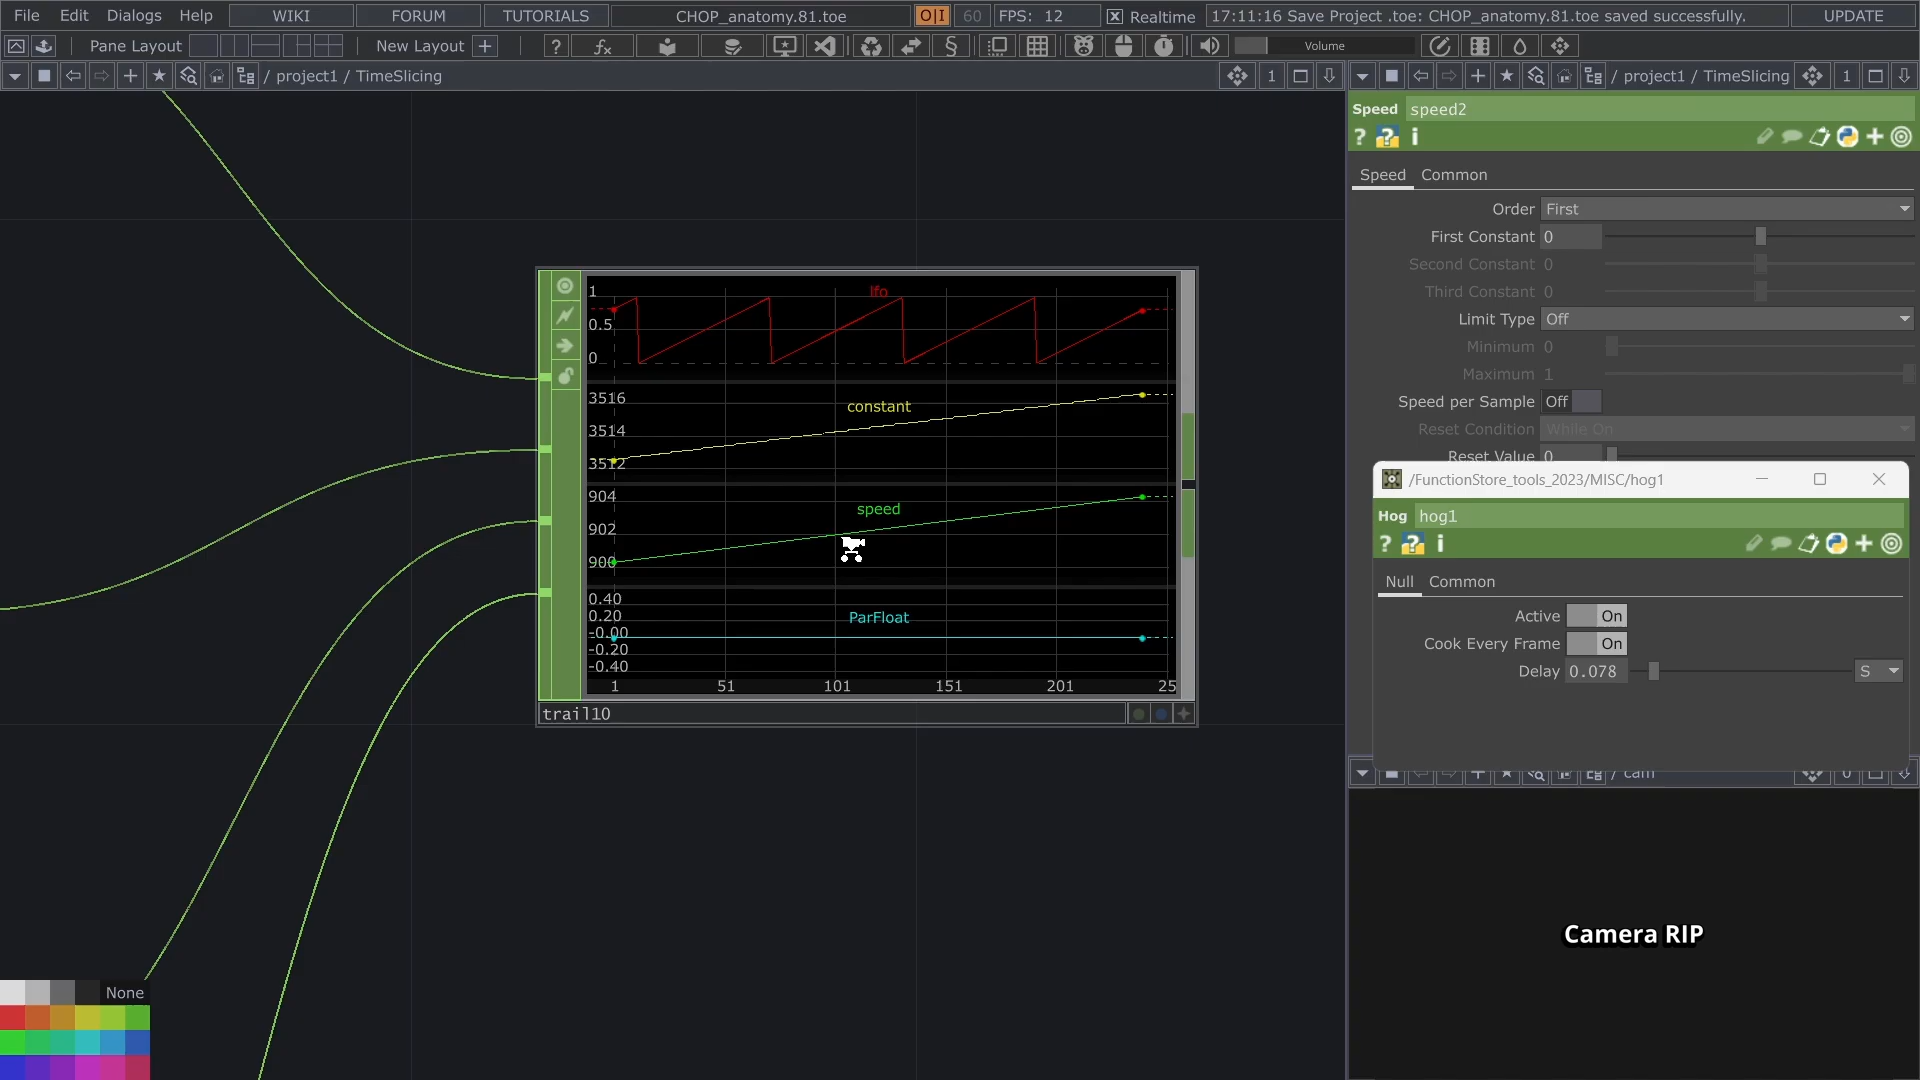 File Edit Dialogs Help WIKI FORUM TUTORIALS CHOP_anatomy.81.toe O|I 60 FPS: 12 Realtime 17:11:16 Save Project .toe: CHOP_anatomy.81.toe saved successfully. UPDATE
Pane Layout New Layout + ? fx § Volume
/ project1 / TimeSlicing 1
/ project1 / TimeSlicing 1
Speed speed2
? ? i
Speed Common
Order First
First Constant 0
Second Constant 0
Third Constant 0
Limit Type Off
Minimum 0
Maximum 1
Speed per Sample Off
Reset Condition While On
Reset Value 0
/FunctionStore_tools_2023/MISC/hog1
Hog hog1
? ? i
Null Common
Active On
Cook Every Frame On
Delay 0.078 S
/ cam 0
Camera RIP
lfo
1
0.5
0
constant
3516
3514
3512
speed
904
902
900
ParFloat
0.40
0.20
-0.00
-0.20
-0.40
1 51 101 151 201 25
trail10
None